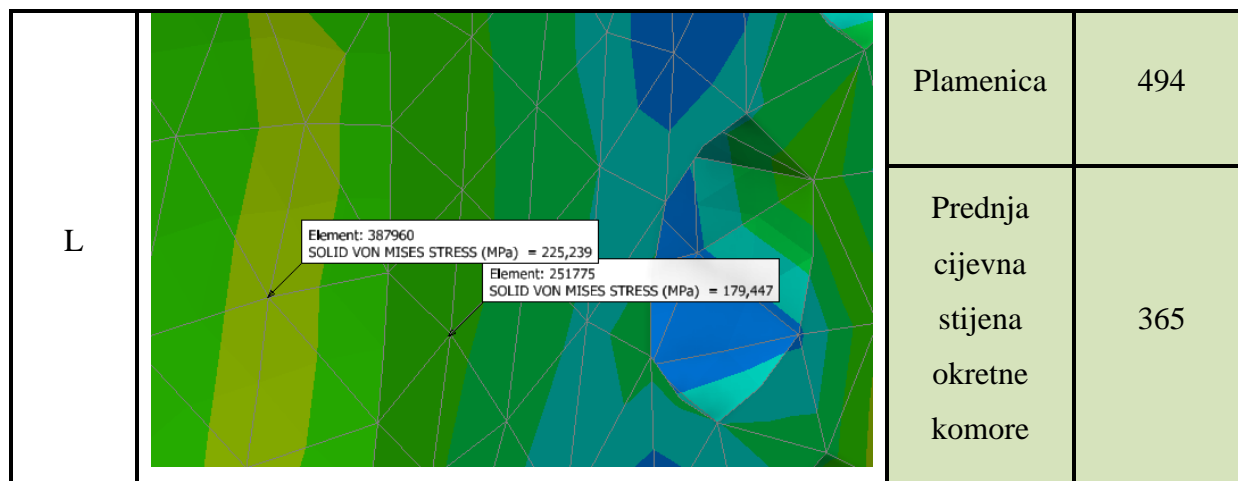 L
Element: 387960
SOLID VON MISES STRESS (MPa) = 225,239
Element: 251775
SOLID VON MISES STRESS (MPa) = 179,447
Plamenica
494
Prednja
cijevna
stijena
okretne
komore
365